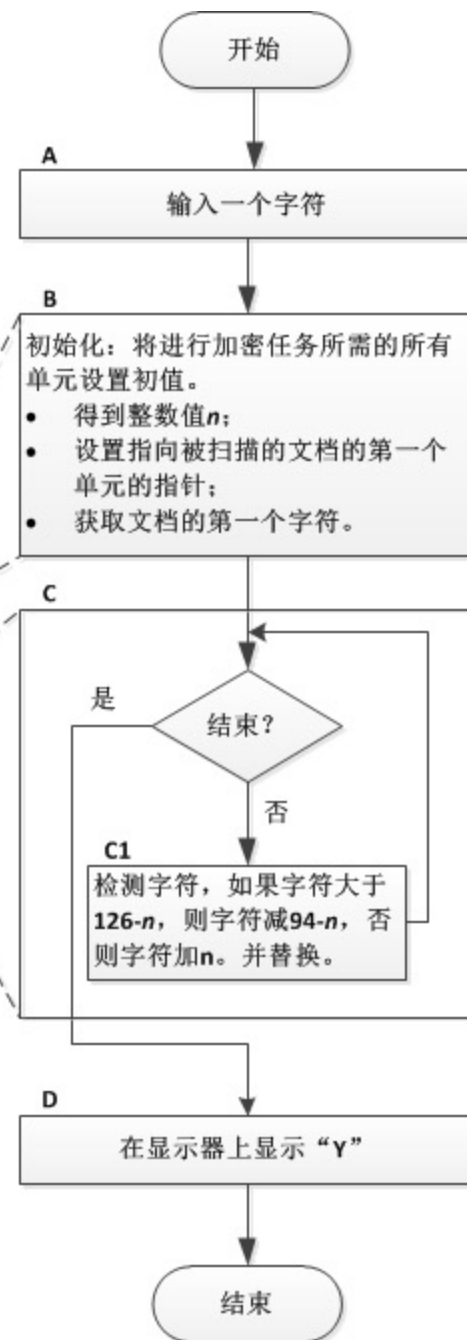 开始
A
输入一个字符
B
初始化：将进行加密任务所需的所有
单元设置初值。
• 得到整数值n；
• 设置指向被扫描的文档的第一个
单元的指针；
• 获取文档的第一个字符。
C
是
结束？
否
C1
检测字符，如果字符大于
126-n，则字符减94-n，否
则字符加n。并替换。
D
在显示器上显示“Y”
结束